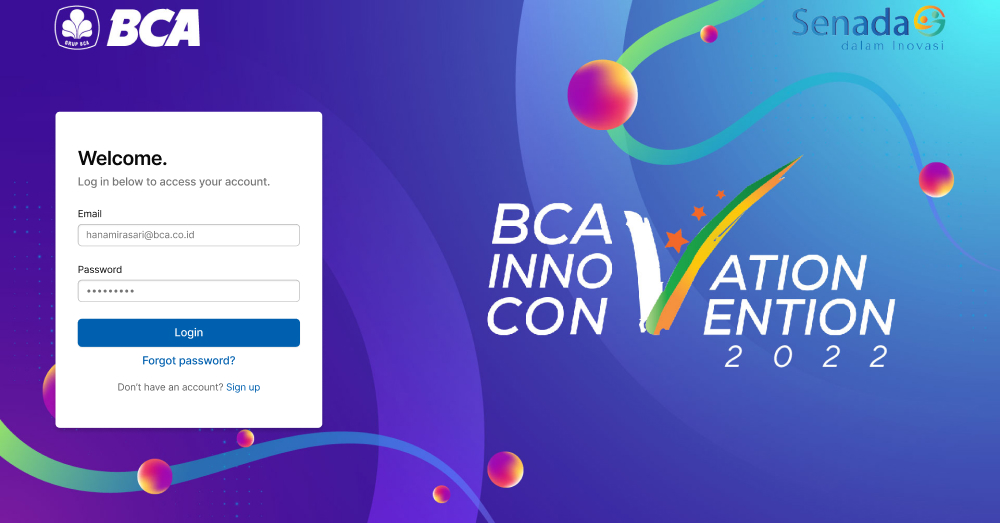 GRUP BCA
BCA
Senada
dalam Inovasi
Welcome.
Log in below to access your account.
Email
hanamirasari@bca.co.id
Password
•••••••••
Login
Forgot password?
Don't have an account? Sign up
BCA
INNOVATION
CONVENTION
2022